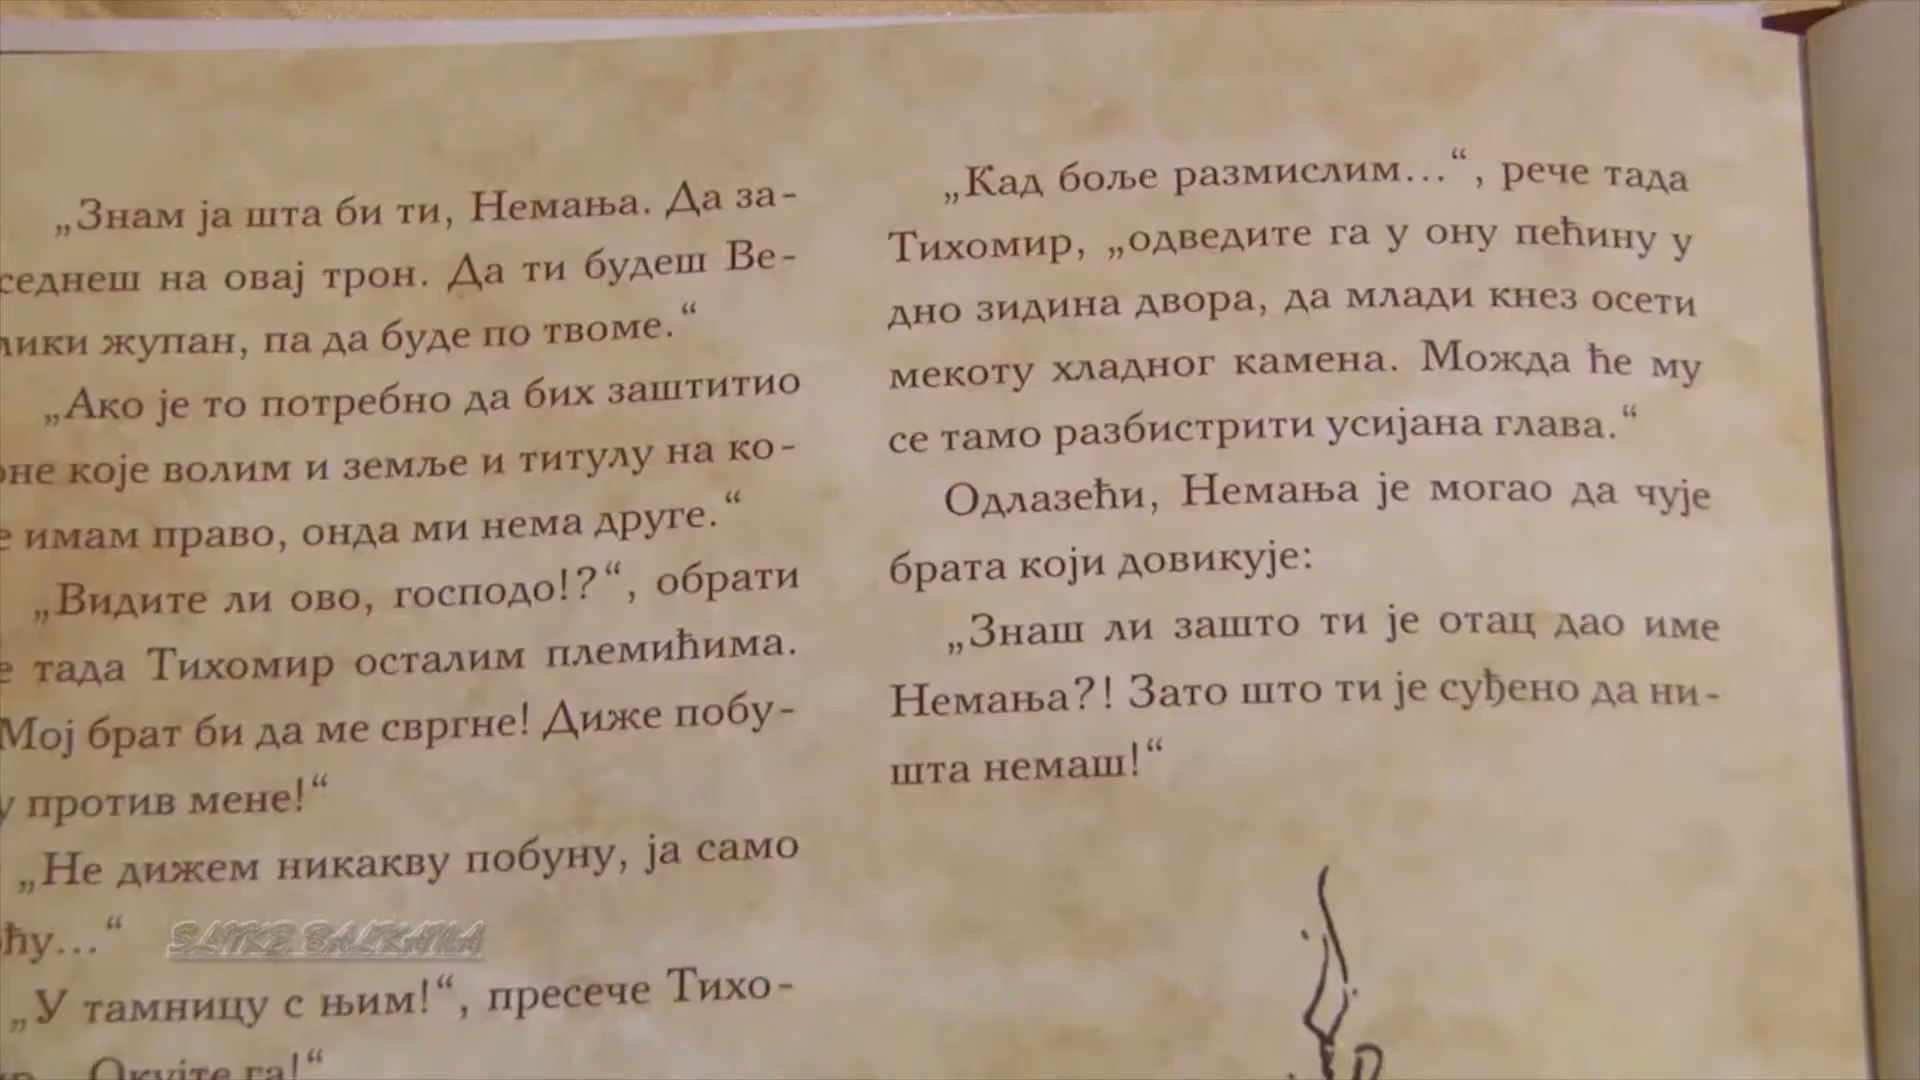 „Знам ја шта би ти, Немања. Да за-
седнеш на овај трон. Да ти будеш Ве-
лики жупан, па да буде по твоме.“
„Ако је то потребно да бих заштитио
оне које волим и земље и титулу на ко-
е имам право, онда ми нема друге.“
„Видите ли ово, господо!?“, обрати
е тада Тихомир осталим племићима.
Мој брат би да ме свргне! Диже побу-
у против мене!“
„Не дижем никакву побуну, ја само
оћу...“
SLIKE BALKANA
„У тамницу с њим!“, пресече Тихо-
„Окујте га!“
„Кад боље размислим...“, рече тада
Тихомир, „одведите га у ону пећину у
дно зидина двора, да млади кнез осети
мекоту хладног камена. Можда ће му
се тамо разбистрити усијана глава.“
Одлазећи, Немања је могао да чује
брата који довикује:
„Знаш ли зашто ти је отац дао име
Немања?! Зато што ти је суђено да ни-
шта немаш!“